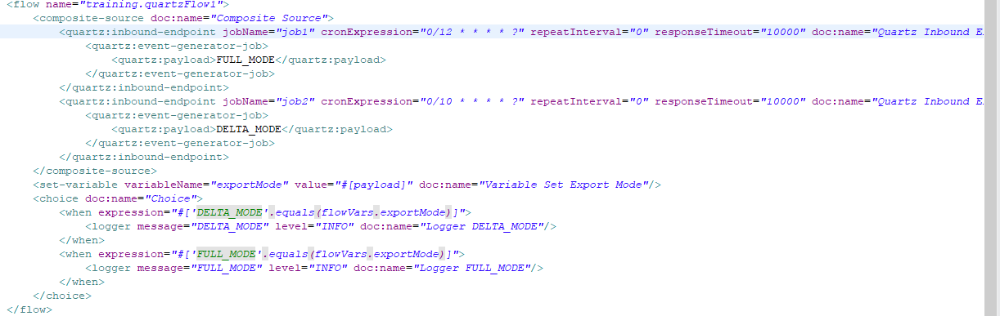 <flow name="training.quartzFlow1">
<composite-source doc:name="Composite Source">
<quartz:inbound-endpoint jobName="job1" cronExpression="0/12 * * * * ?" repeatInterval="0" responseTimeout="10000" doc:name="Quartz Inbound E
<quartz:event-generator-job>
<quartz:payload>FULL_MODE</quartz:payload>
</quartz:event-generator-job>
</quartz:inbound-endpoint>
<quartz:inbound-endpoint jobName="job2" cronExpression="0/10 * * * * ?" repeatInterval="0" responseTimeout="10000" doc:name="Quartz Inbound E
<quartz:event-generator-job>
<quartz:payload>DELTA_MODE</quartz:payload>
</quartz:event-generator-job>
</quartz:inbound-endpoint>
</composite-source>
<set-variable variableName="exportMode" value="#[payload]" doc:name="Variable Set Export Mode"/>
<choice doc:name="Choice">
<when expression="#['DELTA_MODE'.equals(flowVars.exportMode)]">
<logger message="DELTA_MODE" level="INFO" doc:name="Logger DELTA_MODE"/>
</when>
<when expression="#['FULL_MODE'.equals(flowVars.exportMode)]">
<logger message="FULL_MODE" level="INFO" doc:name="Logger FULL_MODE"/>
</when>
</choice>
</flow>